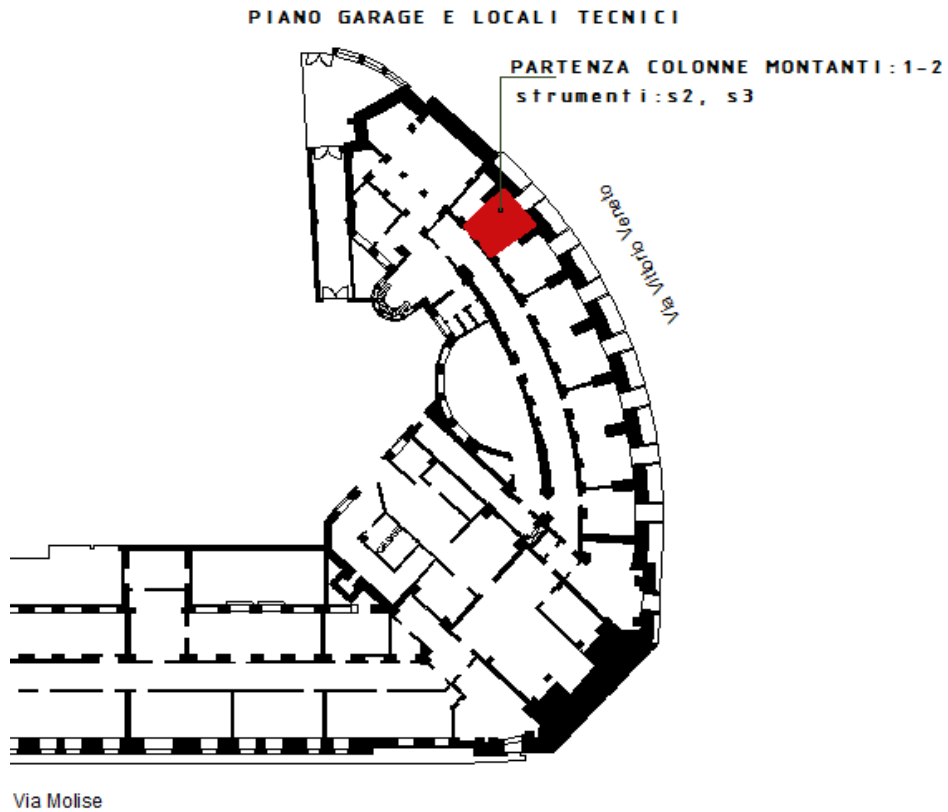 PIANO GARAGE E LOCALI TECNICI
PARTENZA COLONNE MONTANTI:1-2
strumenti:s2, s3
Via Vittorio Veneto
Via Molise